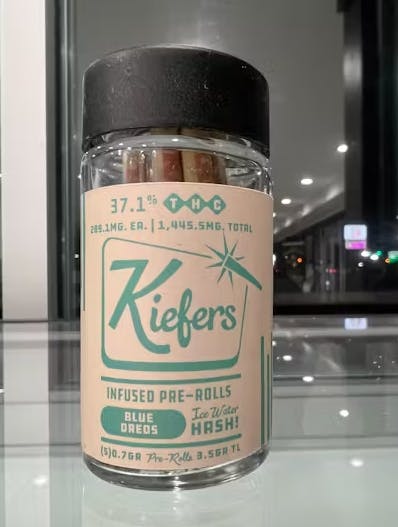 37.1% THC
289.1MG. EA. | 1,445.5MG. TOTAL
Kiefers
INFUSED PRE-ROLLS
BLUE
OREOS
Ice Water
HASH!
(5)0.7GR Pre-Rolls 3.5GR TL